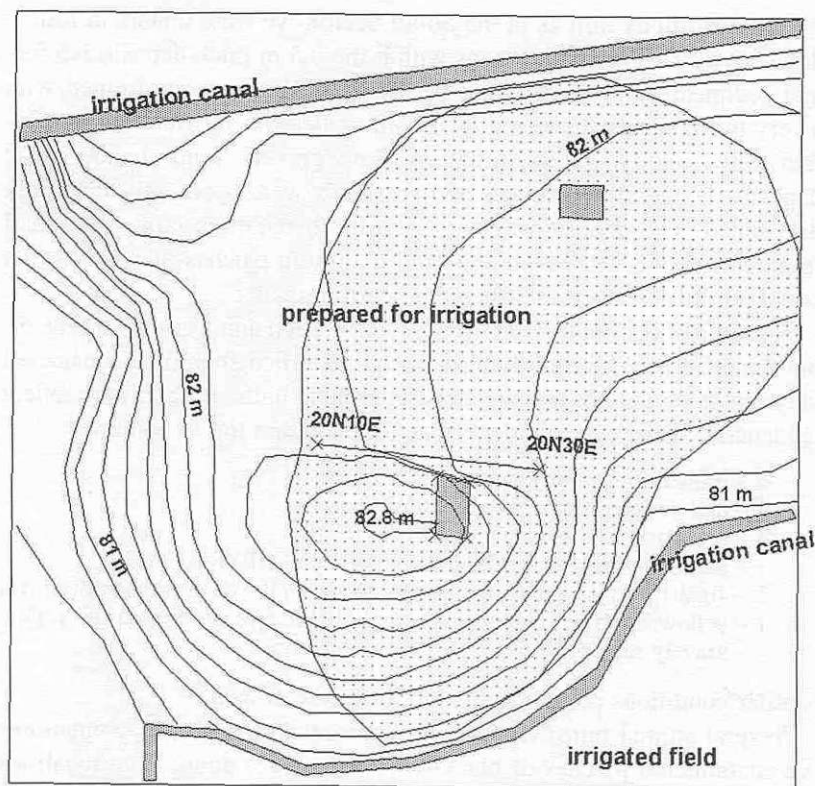 irrigation canal
82 m
prepared for irrigation
82 m
20N10E
20N30E
81 m
82.8 m
81 m
irrigation canal
irrigated field